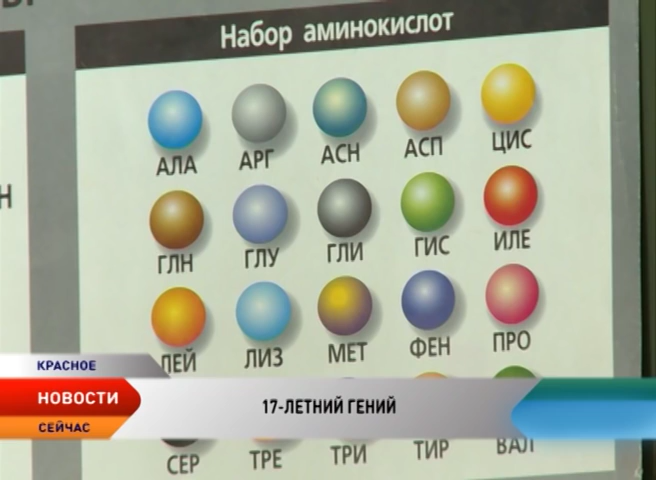 Набор аминокислот
АЛА АРГ АСН АСП ЦИС
ГЛН ГЛУ ГЛИ ГИС ИЛЕ
ЛЕЙ ЛИЗ МЕТ ФЕН ПРО
КРАСНОЕ
НОВОСТИ
17-ЛЕТНИЙ ГЕНИЙ
СЕЙЧАС
СЕР ТРЕ ТРИ ТИР ВАЛ
Н